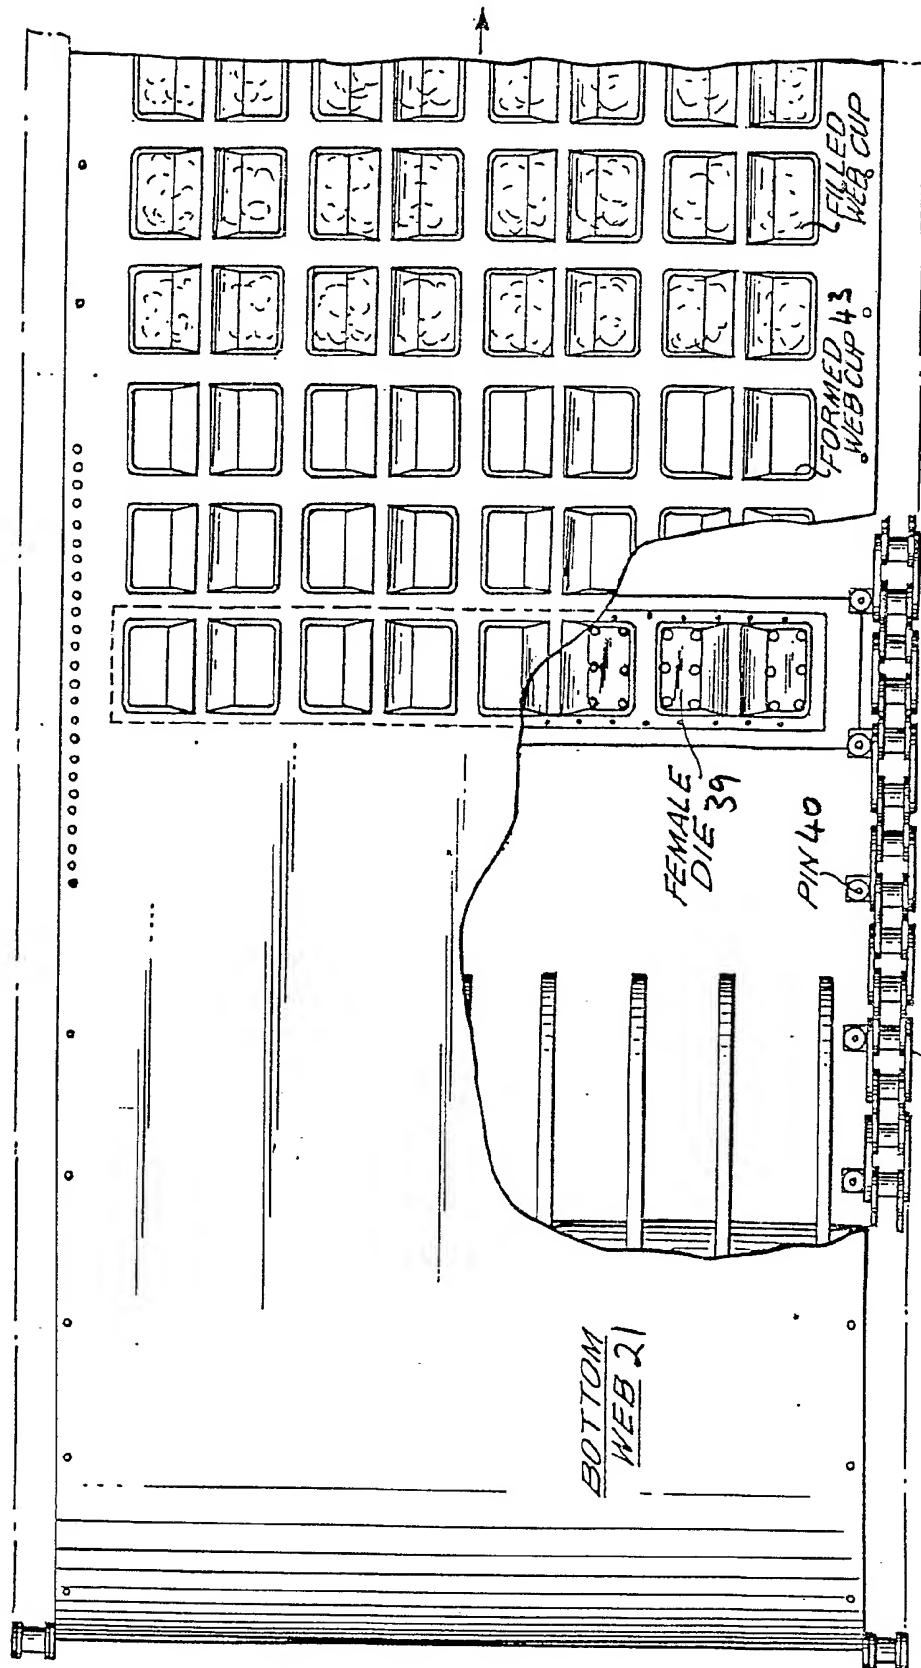 FILLED
WEB CUP
FORMED 43
WEB CUP
FEMALE
DIE 39
PIN 40
BOTTOM
WEB 21